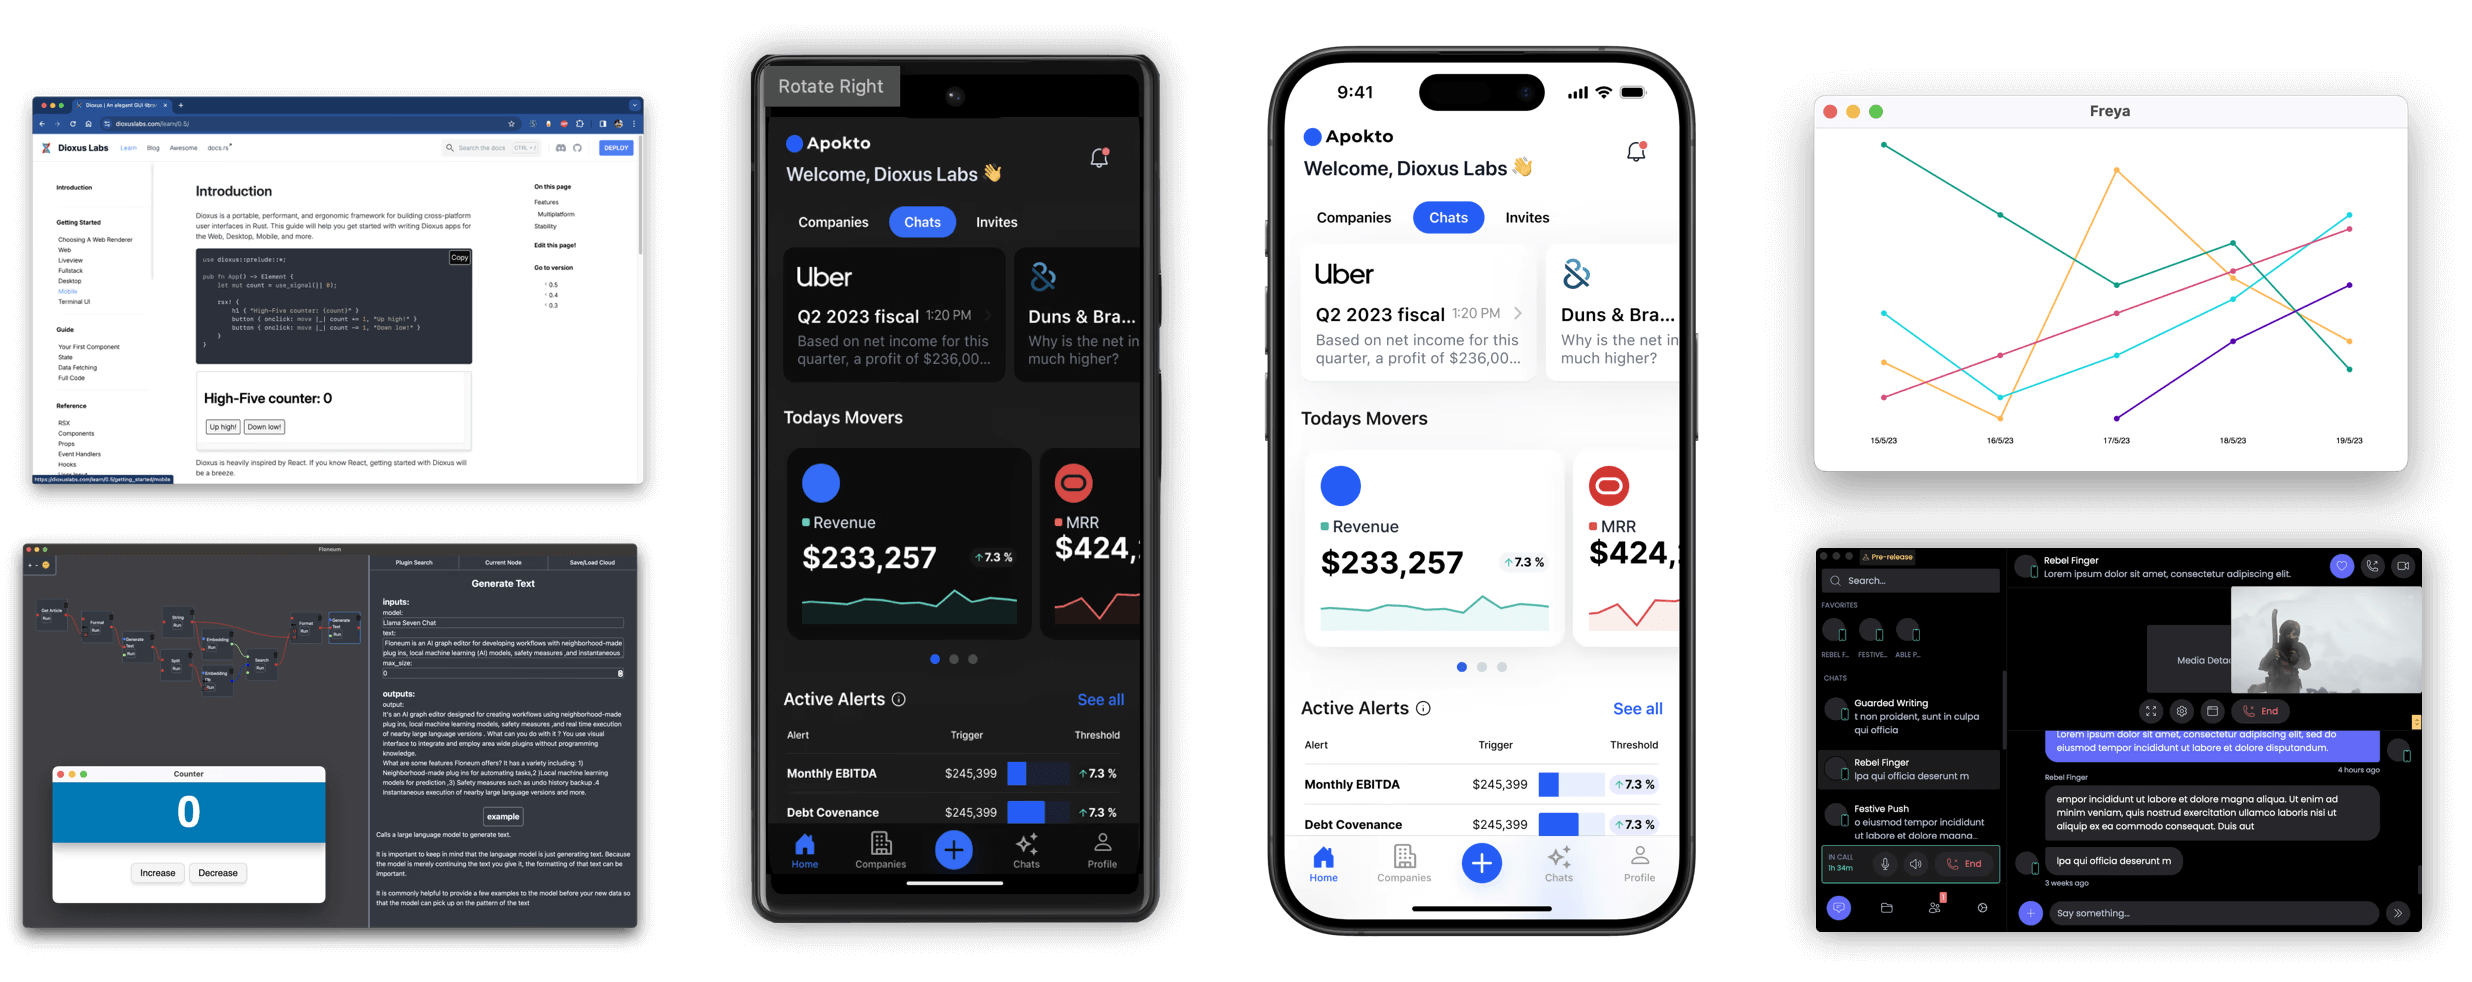 Dioxus | An elegant GUI libra
dioxuslabs.com/learn/0.5/
Dioxus Labs
Learn
Blog
Awesome
docs.rs
Search the docs
CTRL + /
DEPLOY
Introduction
Getting Started
Choosing A Web Renderer
Web
Liveview
Fullstack
Desktop
Mobile
Terminal UI
Guide
Your First Component
State
Data Fetching
Full Code
Reference
RSX
Components
Props
Event Handlers
Hooks
User Input
https://dioxuslabs.com/learn/0.5/getting_started/mobile
Introduction
Dioxus is a portable, performant, and ergonomic framework for building cross-platform
user interfaces in Rust. This guide will help you get started with writing Dioxus apps for
the Web, Desktop, Mobile, and more.
Copy
use dioxus::prelude::*;
pub fn App() -> Element {
let mut count = use_signal(|| 0);
rsx! {
h1 { "High-Five counter: {count}" }
button { onclick: move |_| count += 1, "Up high!" }
button { onclick: move |_| count -= 1, "Down low!" }
}
}
High-Five counter: 0
Up high!
Down low!
Dioxus is heavily inspired by React. If you know React, getting started with Dioxus will
be a breeze.
On this page
Features
Multiplatform
Stability
Edit this page!
Go to version
0.5
0.4
0.3
Floneum
Get Article
Run
Format
Run
Generate
Text
Run
String
Run
Split
Run
Embedding
Run
Embedding
Run
Search
Run
Format
Run
Generate
Text
Run
Plugin Search
Current Node
Save/Load Cloud
Generate Text
inputs:
model:
Llama Seven Chat
text:
Floneum is an AI graph editor for developing workflows with neighborhood-made
plug ins, local machine learning (AI) models, safety measures ,and instantaneous
max_size:
0
outputs:
output:
It's an AI graph editor designed for creating workflows using neighborhood-made
plug ins, local machine learning models, safety measures ,and real time execution
of nearby large language versions . What can you do with it ? You use visual
interface to integrate and employ area wide plugins without programming
knowledge.
What are some features Floneum offers? It has a variety including: 1)
Neighborhood-made plug ins for automating tasks,2 )Local machine learning
models for prediction ,3) Safety measures such as undo history backup .4
Instantaneous execution of nearby large language versions and more.
example
Calls a large language model to generate text.
It is important to keep in mind that the language model is just generating text. Because
the model is merely continuing the text you give it, the formatting of that text can be
important.
It is commonly helpful to provide a few examples to the model before your new data so
that the model can pick up on the pattern of the text
Counter
0
Increase
Decrease
Rotate Right
Apokto
Welcome, Dioxus Labs 👋
Companies
Chats
Invites
Uber
Q2 2023 fiscal 1:20 PM
Based on net income for this
quarter, a profit of $236,00...
Duns & Bra...
Why is the net in
much higher?
Todays Movers
Revenue
$233,257
↑7.3 %
MRR
$424,
Active Alerts
See all
Alert
Trigger
Threshold
Monthly EBITDA
$245,399
↑7.3 %
Debt Covenance
$245,399
↑7.3 %
Home
Companies
Chats
Profile
9:41
Apokto
Welcome, Dioxus Labs 👋
Companies
Chats
Invites
Uber
Q2 2023 fiscal 1:20 PM
Based on net income for this
quarter, a profit of $236,00...
Duns & Bra...
Why is the net in
much higher?
Todays Movers
Revenue
$233,257
↑7.3 %
MRR
$424,
Active Alerts
See all
Alert
Trigger
Threshold
Monthly EBITDA
$245,399
↑7.3 %
Debt Covenance
$245,399
↑7.3 %
Home
Companies
Chats
Profile
Freya
15/5/23
16/5/23
17/5/23
18/5/23
19/5/23
Pre-release
Search...
FAVORITES
REBEL F...
FESTIVE...
ABLE P...
CHATS
Guarded Writing
t non proident, sunt in culpa
qui officia
Rebel Finger
lpa qui officia deserunt m
Festive Push
o eiusmod tempor incididunt
ut labore et dolore magna...
IN CALL
1h 34m
End
1
Rebel Finger
Lorem ipsum dolor sit amet, consectetur adipiscing elit.
Media Detac
End
Lorem ipsum dolor sit amet, consectetur adipiscing elit, sed do
eiusmod tempor incididunt ut labore et dolore disputandum.
4 hours ago
Rebel Finger
empor incididunt ut labore et dolore magna aliqua. Ut enim ad
minim veniam, quis nostrud exercitation ullamco laboris nisi ut
aliquip ex ea commodo consequat. Duis aut
lpa qui officia deserunt m
3 weeks ago
Say something...